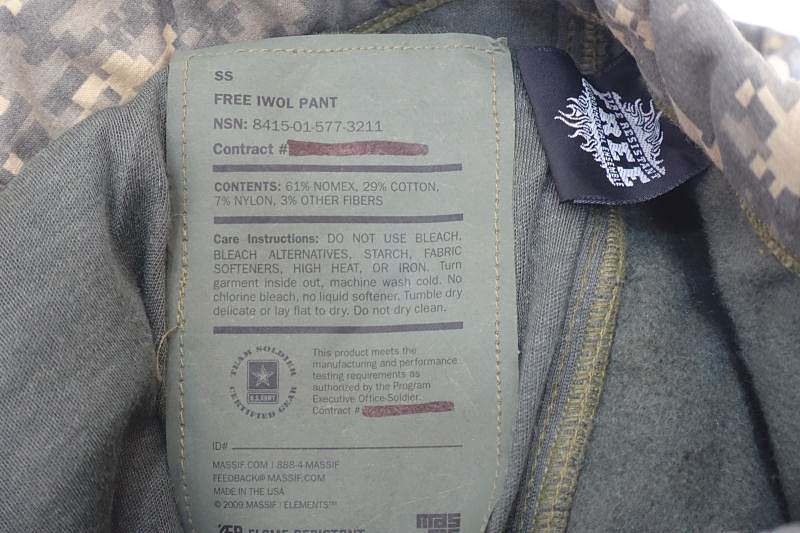 SS
FREE IWOL PANT
NSN: 8415-01-577-3211
Contract #
CONTENTS: 61% NOMEX, 29% COTTON,
7% NYLON, 3% OTHER FIBERS
Care Instructions: DO NOT USE BLEACH,
BLEACH ALTERNATIVES, STARCH, FABRIC
SOFTENERS, HIGH HEAT, OR IRON. Turn
garment inside out, machine wash cold. No
chlorine bleach, no liquid softener. Tumble dry
delicate or lay flat to dry. Do not dry clean.
TEAM SOLDIER
U.S. ARMY
CERTIFIED GEAR
This product meets the
manufacturing and performance
testing requirements as
authorized by the Program
Executive Office-Soldier.
Contract #
ID#
MASSIF.COM | 888-4-MASSIF
FEEDBACK@MASSIF.COM
MADE IN THE USA
© 2009 MASSIF | ELEMENTS™
FLAME RESISTANT
MAS
FREE